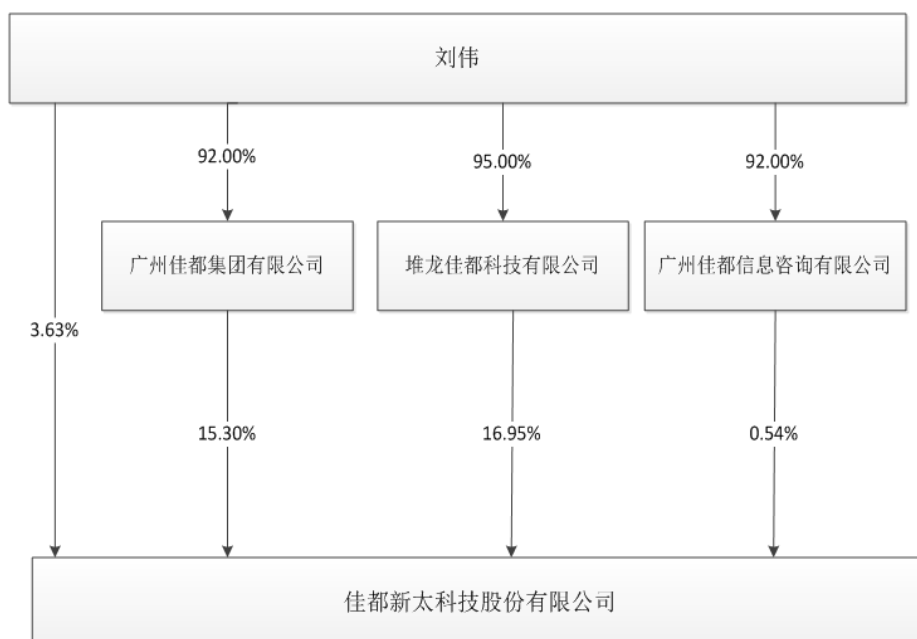 刘伟
92.00%
95.00%
92.00%
广州佳都集团有限公司
堆龙佳都科技有限公司
广州佳都信息咨询有限公司
3.63%
15.30%
16.95%
0.54%
佳都新太科技股份有限公司